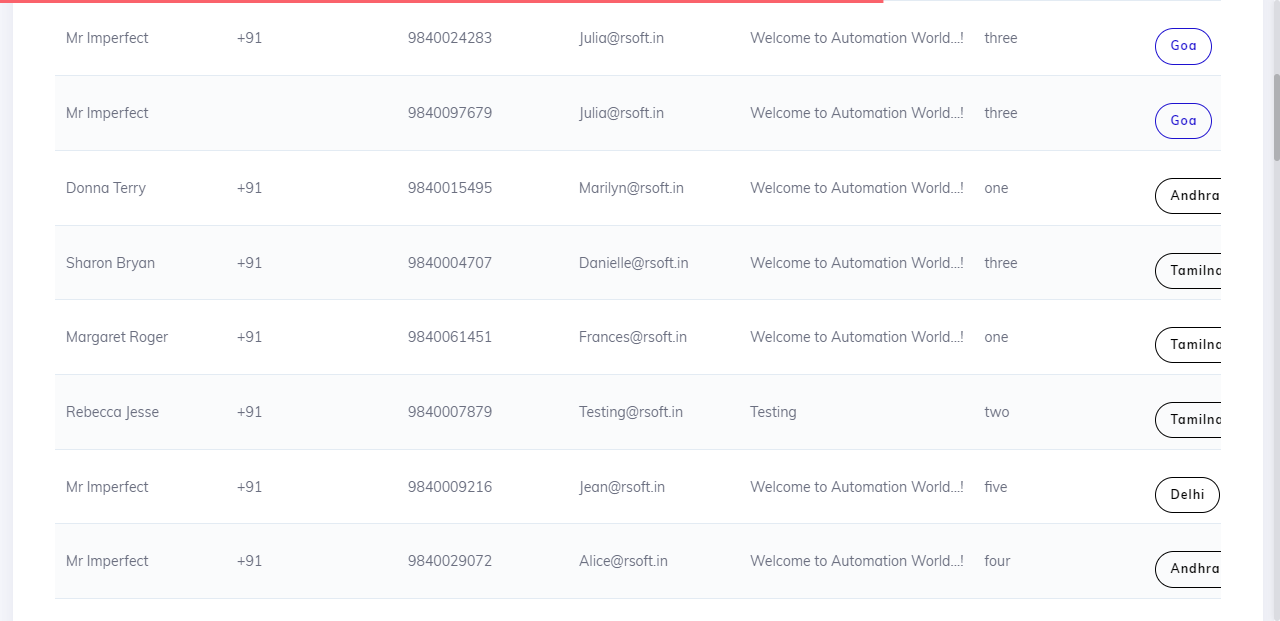 Mr Imperfect +91 9840024283 Julia@rsoft.in Welcome to Automation World...! three Goa
Mr Imperfect 9840097679 Julia@rsoft.in Welcome to Automation World...! three Goa
Donna Terry +91 9840015495 Marilyn@rsoft.in Welcome to Automation World...! one Andhra
Sharon Bryan +91 9840004707 Danielle@rsoft.in Welcome to Automation World...! three
Margaret Roger +91 9840061451 Frances@rsoft.in Welcome to Automation World...! one
Rebecca Jesse +91 9840007879 Testing@rsoft.in Testing two
Mr Imperfect +91 9840009216 Jean@rsoft.in Welcome to Automation World...! five Delhi
Mr Imperfect +91 9840029072 Alice@rsoft.in Welcome to Automation World...! four Andhra